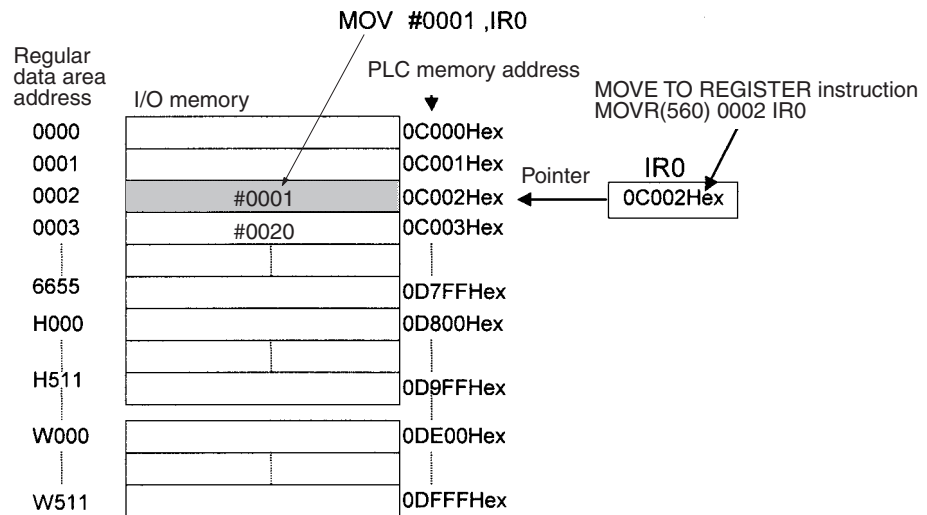 MOV #0001 ,IR0
Regular
data area
address
I/O memory
PLC memory address
MOVE TO REGISTER instruction
MOVR(560) 0002 IR0
0000 0C000Hex
0001 0C001Hex
IR0
0002 #0001 0C002Hex Pointer 0C002Hex
0003 #0020 0C003Hex
6655 0D7FFHex
H000 0D800Hex
H511 0D9FFHex
W000 0DE00Hex
W511 0DFFFHex